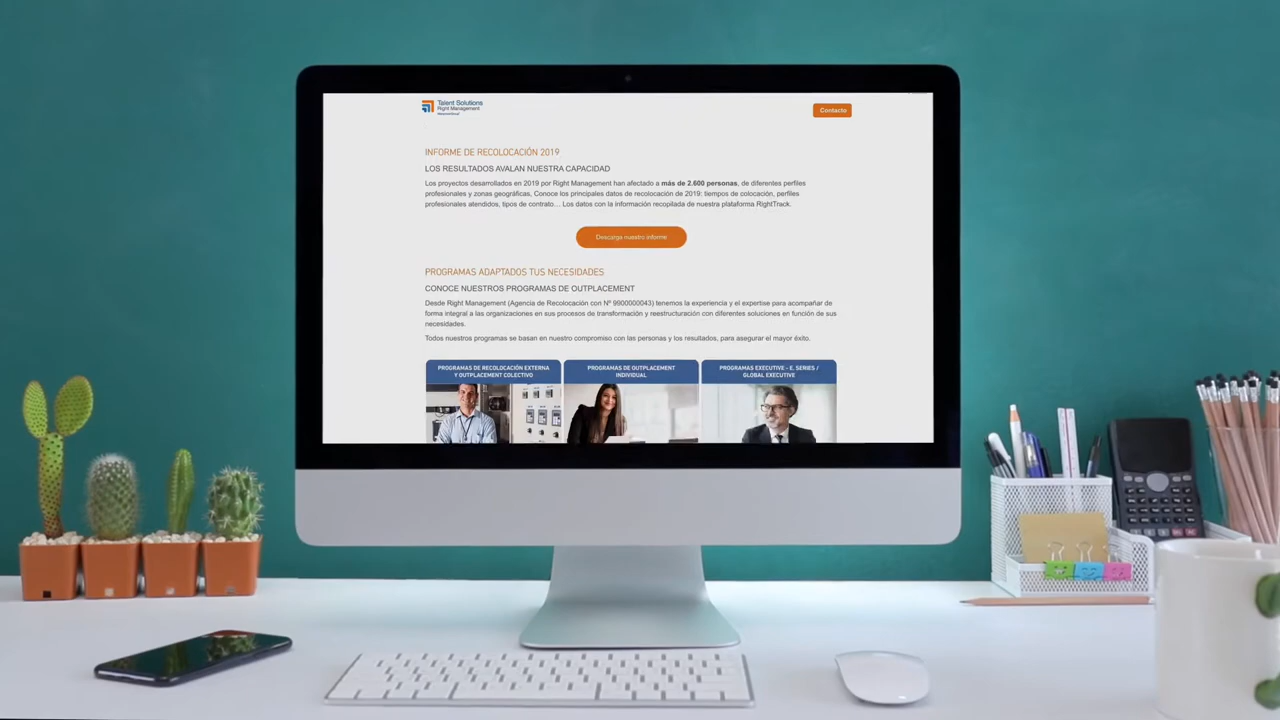 Talent Solutions
Right Management
ManpowerGroup
Contacto
INFORME DE RECOLOCACIÓN 2019
LOS RESULTADOS AVALAN NUESTRA CAPACIDAD
Los proyectos desarrollados en 2019 por Right Management han afectado a más de 2.600 personas, de diferentes perfiles
profesionales y zonas geográficas, Conoce los principales datos de recolocación de 2019: tiempos de colocación, perfiles
profesionales atendidos, tipos de contrato… Los datos con la información recopilada de nuestra plataforma RightTrack.
Descarga nuestro informe
PROGRAMAS ADAPTADOS TUS NECESIDADES
CONOCE NUESTROS PROGRAMAS DE OUTPLACEMENT
Desde Right Management (Agencia de Recolocación con Nº 9900000043) tenemos la experiencia y el expertise para acompañar de
forma integral a las organizaciones en sus procesos de transformación y reestructuración con diferentes soluciones en función de sus
necesidades.
Todos nuestros programas se basan en nuestro compromiso con las personas y los resultados, para asegurar el mayor éxito.
PROGRAMAS DE RECOLOCACIÓN EXTERNA
Y OUTPLACEMENT COLECTIVO
PROGRAMAS DE OUTPLACEMENT
INDIVIDUAL
PROGRAMAS EXECUTIVE - E. SERIES /
GLOBAL EXECUTIVE